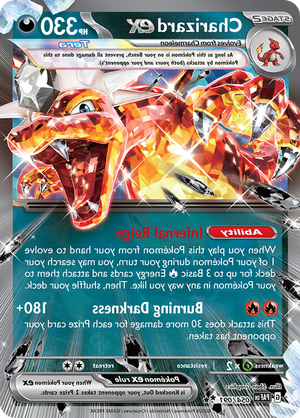 STAGE2
Charizard ex
HP 330
Evolves from Charmeleon
Tera
As long as this Pokémon is on your Bench, prevent all damage done to
this Pokémon by attacks (both yours and your opponent's).
Ability Infernal Reign
When you play this Pokémon from your hand to evolve
1 of your Pokémon during your turn, you may search your
deck for up to 3 Basic Energy cards and attach them to
your Pokémon in any way you like. Then, shuffle your deck.
Burning Darkness 180+
This attack does 30 more damage for each Prize card your
opponent has taken.
weakness ×2 resistance retreat
G PAF EN 054/091
Pokémon ex rule
When your Pokémon ex is Knocked
Out, your opponent takes 2 Prize cards.